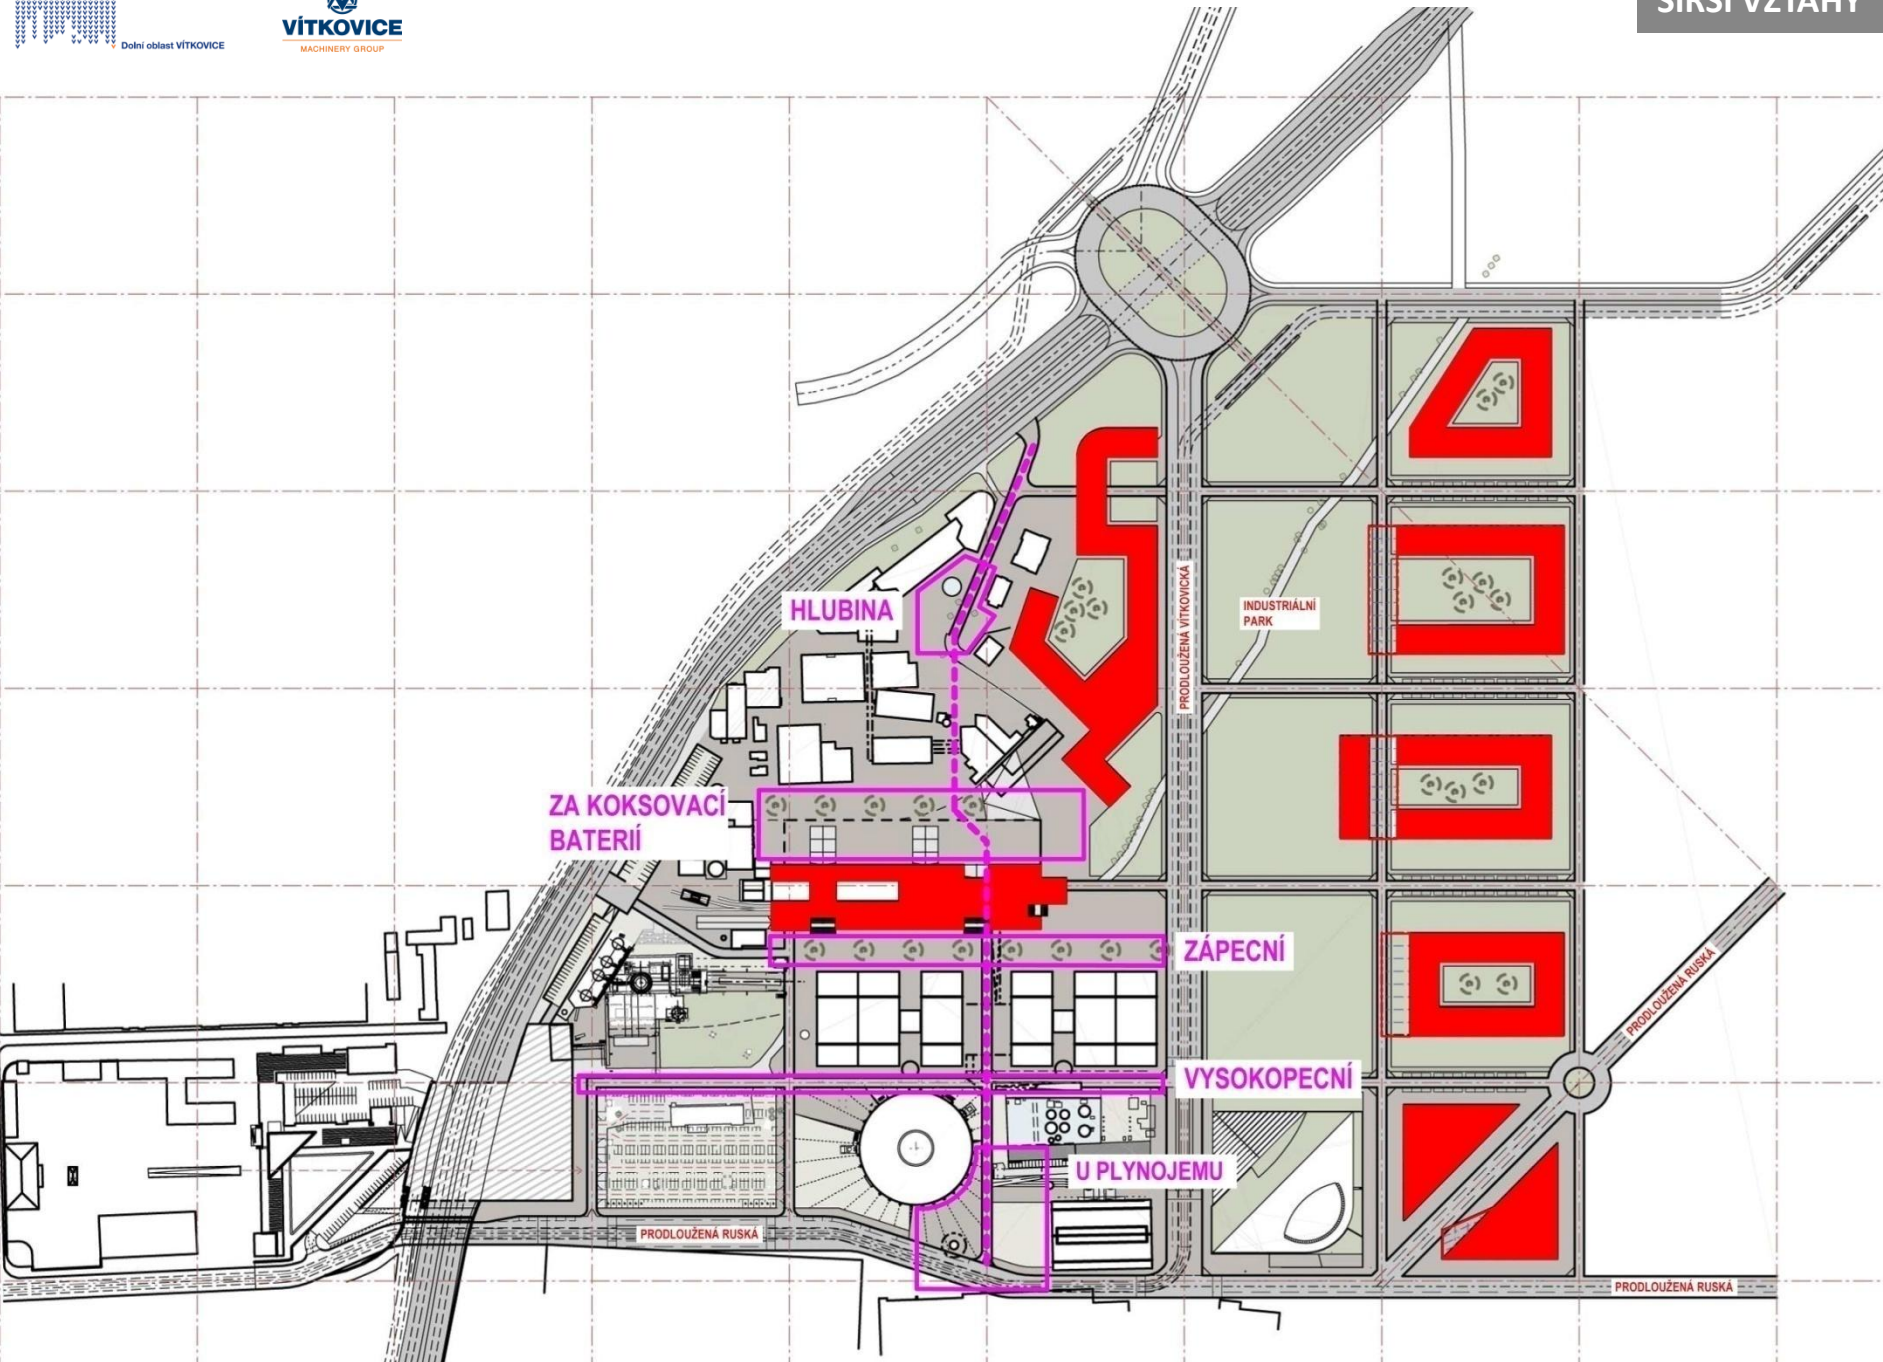 Dolní oblast VÍTKOVICE
VÍTKOVICE
MACHINERY GROUP
ŠIRŠÍ VZTAHY
HLUBINA
PRODLOUŽENÁ VÍTKOVICKÁ
INDUSTRIÁLNÍ
PARK
ZA KOKSOVACÍ
BATERIÍ
ZÁPECNÍ
PRODLOUŽENÁ RUSKÁ
VYSOKOPECNÍ
U PLYNOJEMU
PRODLOUŽENÁ RUSKÁ
PRODLOUŽENÁ RUSKÁ